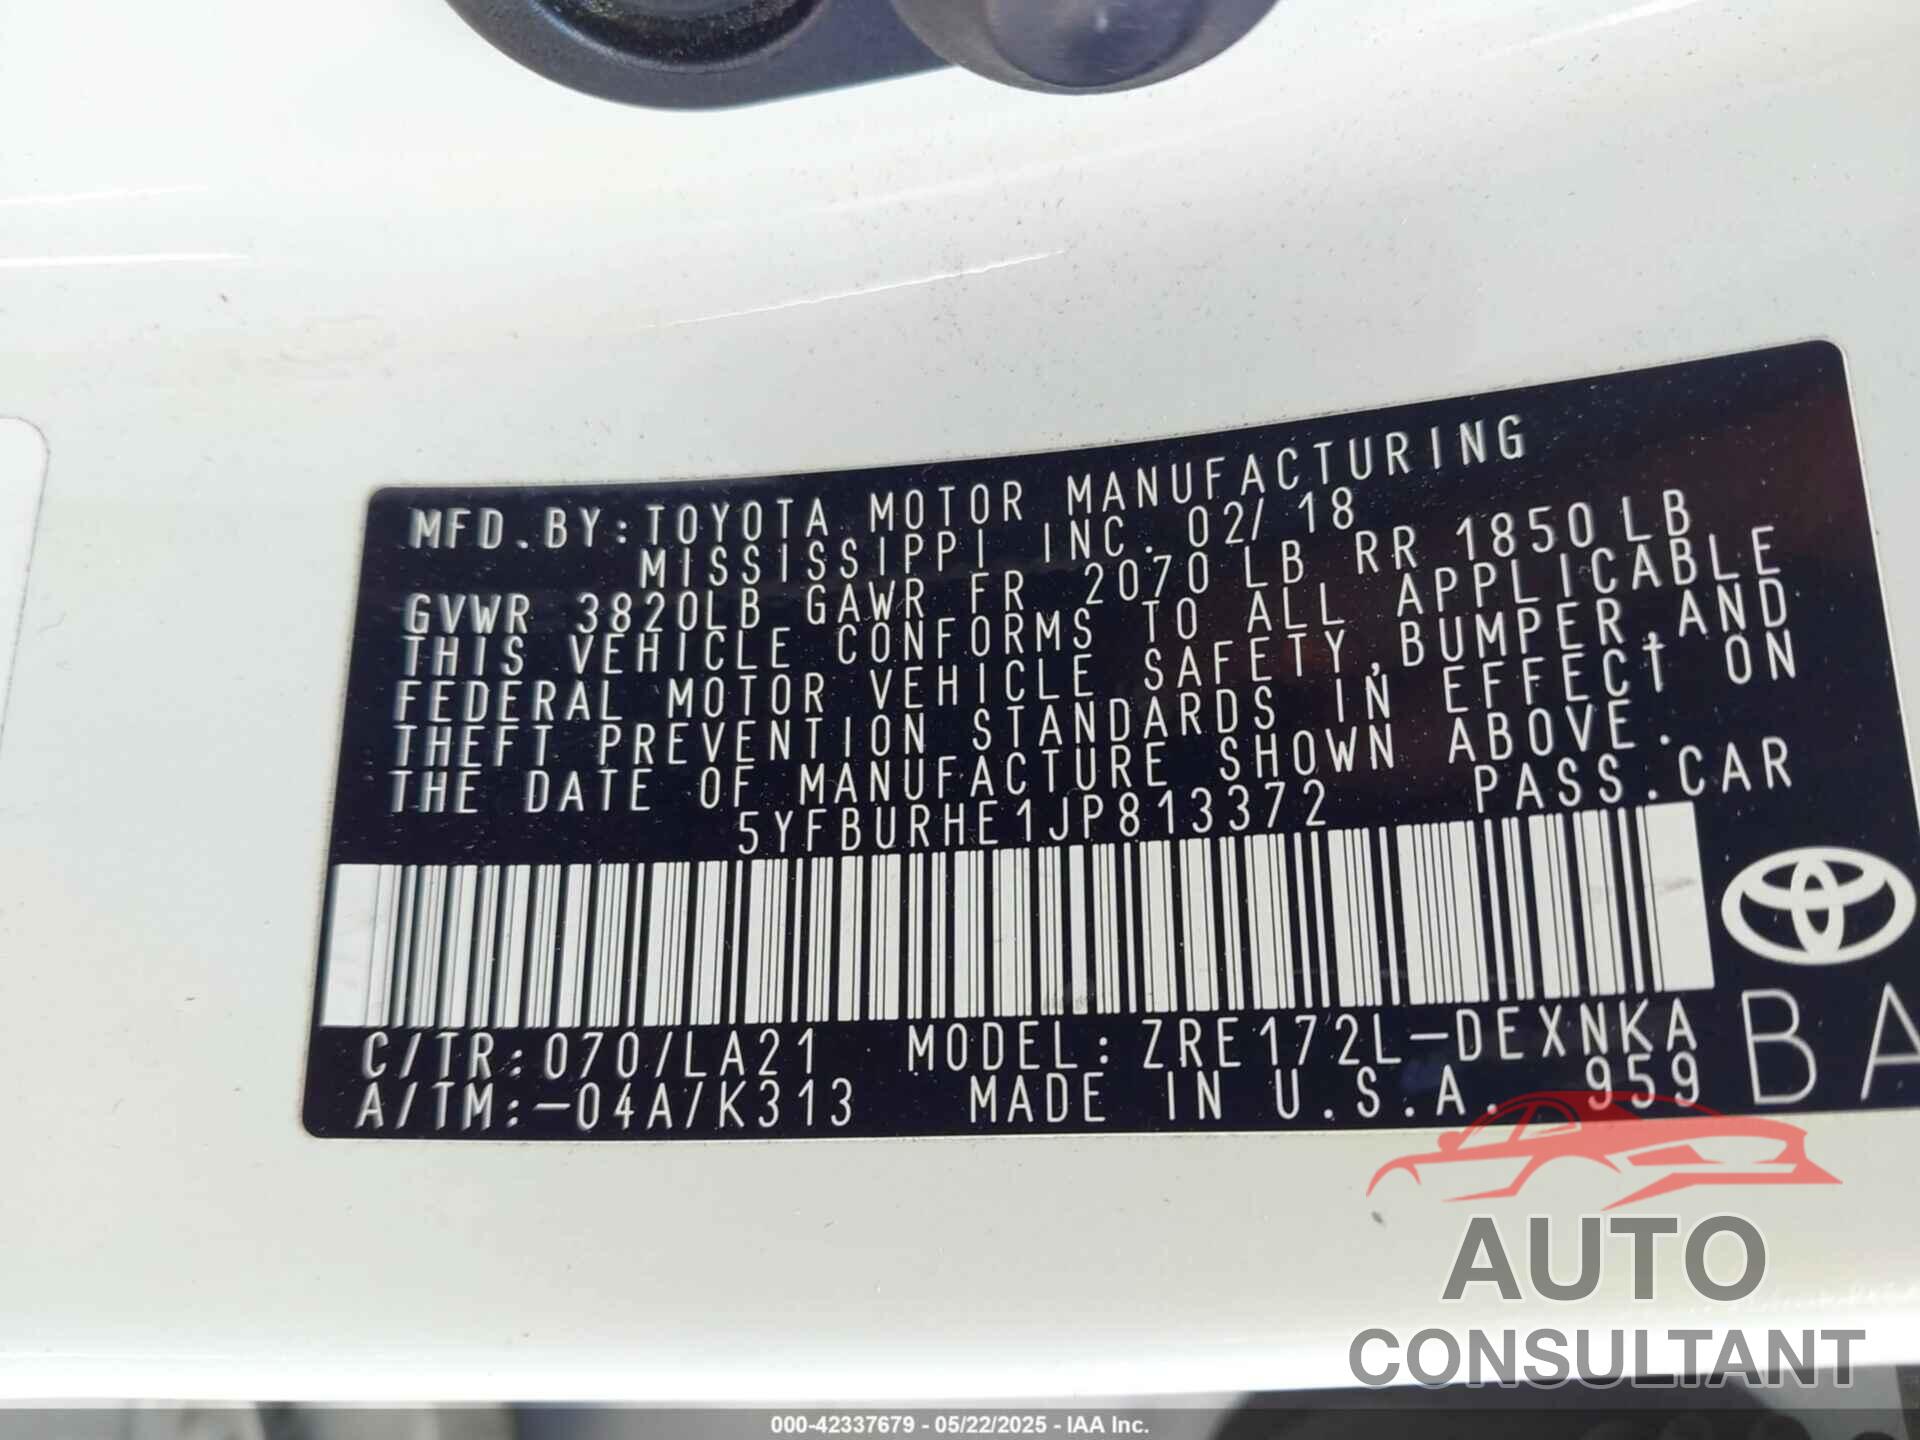 MFD.BY:TOYOTA MOTOR MANUFACTURING
MISSISSIPPI INC. 02/18
GVWR 3820LB GAWR FR 2070LB RR 1850LB
THIS VEHICLE CONFORMS TO ALL APPLICABLE
FEDERAL MOTOR VEHICLE SAFETY,BUMPER,AND
THEFT PREVENTION STANDARDS IN EFFECT ON
THE DATE OF MANUFACTURE SHOWN ABOVE.
5YFBURHE1JP813372 PASS.CAR
C/TR:070/LA21 MODEL:ZRE172L-DEXNKA
A/TM:-04A/K313 MADE IN U.S.A. 959
BA
AUTO
CONSULTANT
000-42337679 - 05/22/2025 - IAA Inc.